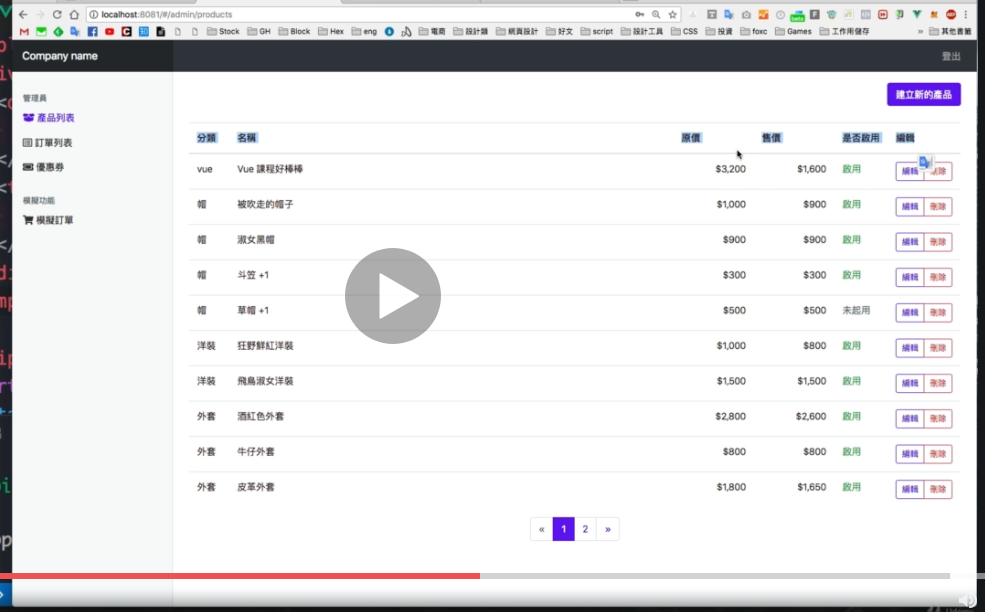 localhost:8081/#/admin/products
Stock GH Block Hex eng 電商 設計類 網頁設計 好文 script 設計工具 CSS 投資 foxc Games 工作用儲存 » 其他書籤
Company name 登出
管理員
產品列表
訂單列表
優惠券
模擬功能
模擬訂單
建立新的產品
分類 名稱 原價 售價 是否啟用 編輯
vue Vue 課程好棒棒 $3,200 $1,600 啟用 編輯 刪除
帽 被吹走的帽子 $1,000 $900 啟用 編輯 刪除
帽 淑女黑帽 $900 $900 啟用 編輯 刪除
帽 斗笠 +1 $300 $300 啟用 編輯 刪除
帽 草帽 +1 $500 $500 未起用 編輯 刪除
洋裝 狂野鮮紅洋裝 $1,000 $800 啟用 編輯 刪除
洋裝 飛鳥淑女洋裝 $1,500 $1,500 啟用 編輯 刪除
外套 酒紅色外套 $2,800 $2,600 啟用 編輯 刪除
外套 牛仔外套 $800 $800 啟用 編輯 刪除
外套 皮革外套 $1,800 $1,650 啟用 編輯 刪除
« 1 2 »